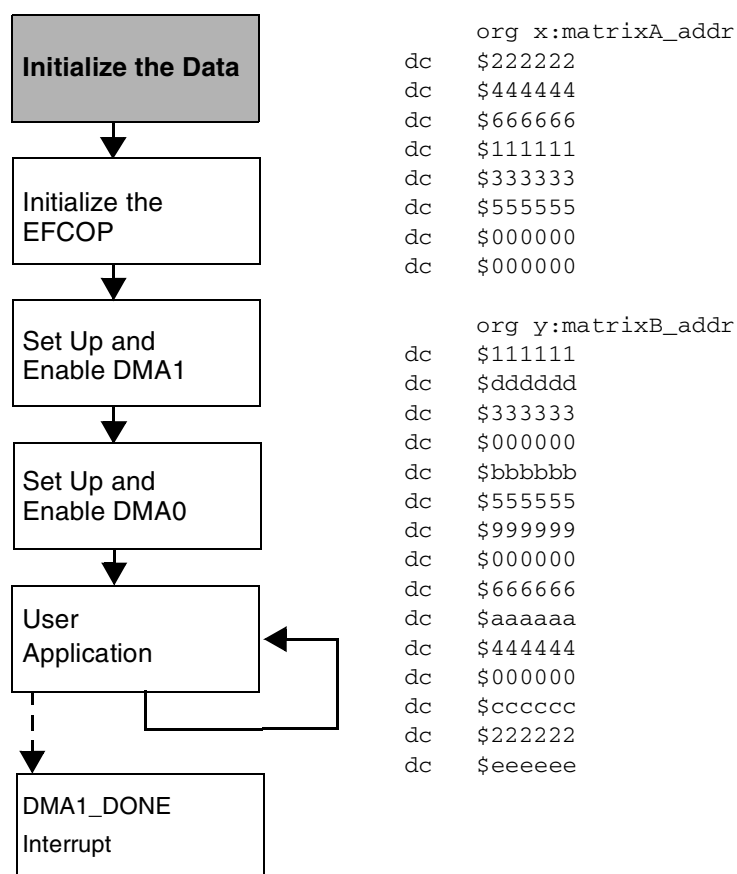 Initialize the Data
Initialize the
EFCOP
Set Up and
Enable DMA1
Set Up and
Enable DMA0
User
Application
DMA1_DONE
Interrupt
org x:matrixA_addr
dc $222222
dc $444444
dc $666666
dc $111111
dc $333333
dc $555555
dc $000000
dc $000000
org y:matrixB_addr
dc $111111
dc $dddddd
dc $333333
dc $000000
dc $bbbbbb
dc $555555
dc $999999
dc $000000
dc $666666
dc $aaaaaa
dc $444444
dc $000000
dc $cccccc
dc $222222
dc $eeeeee